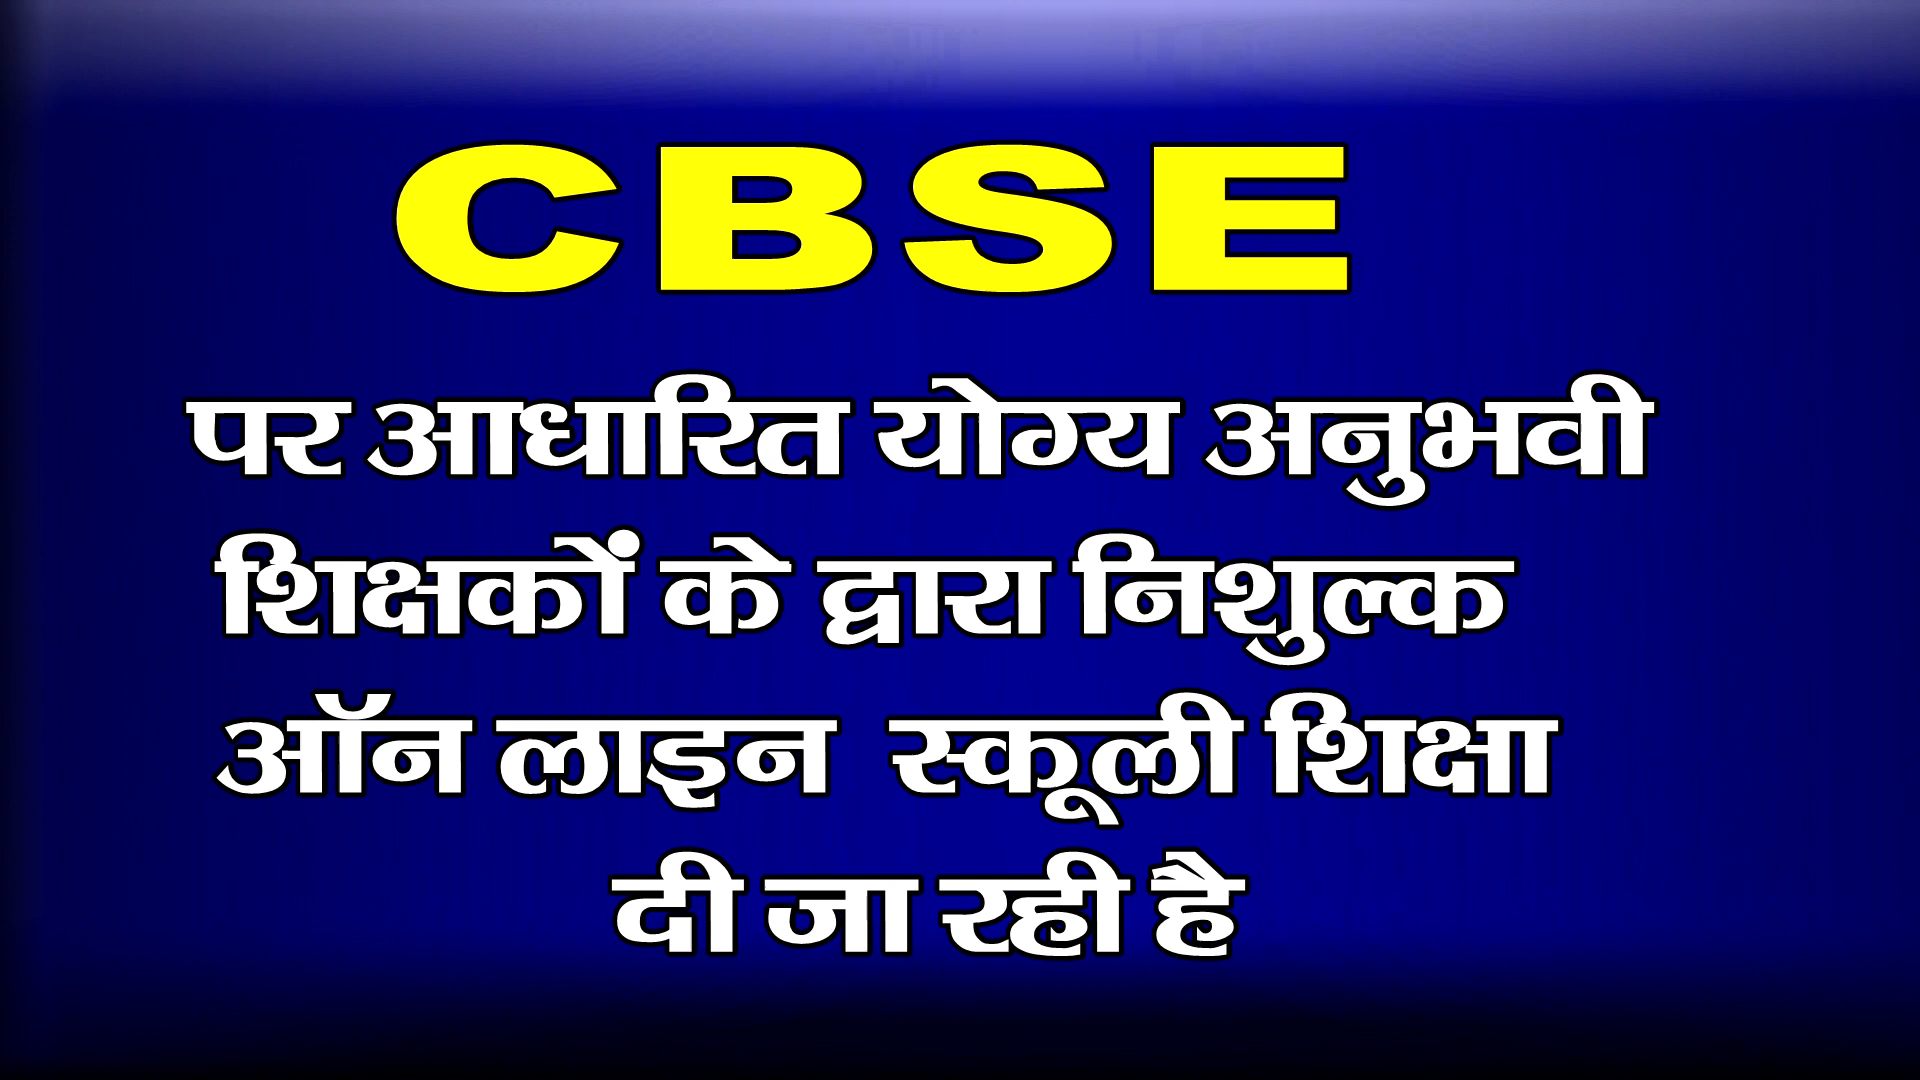 CBSE
पर आधारित योग्य अनुभवी
शिक्षकों के द्वारा निशुल्क
ऑन लाइन स्कूली शिक्षा
दी जा रही है